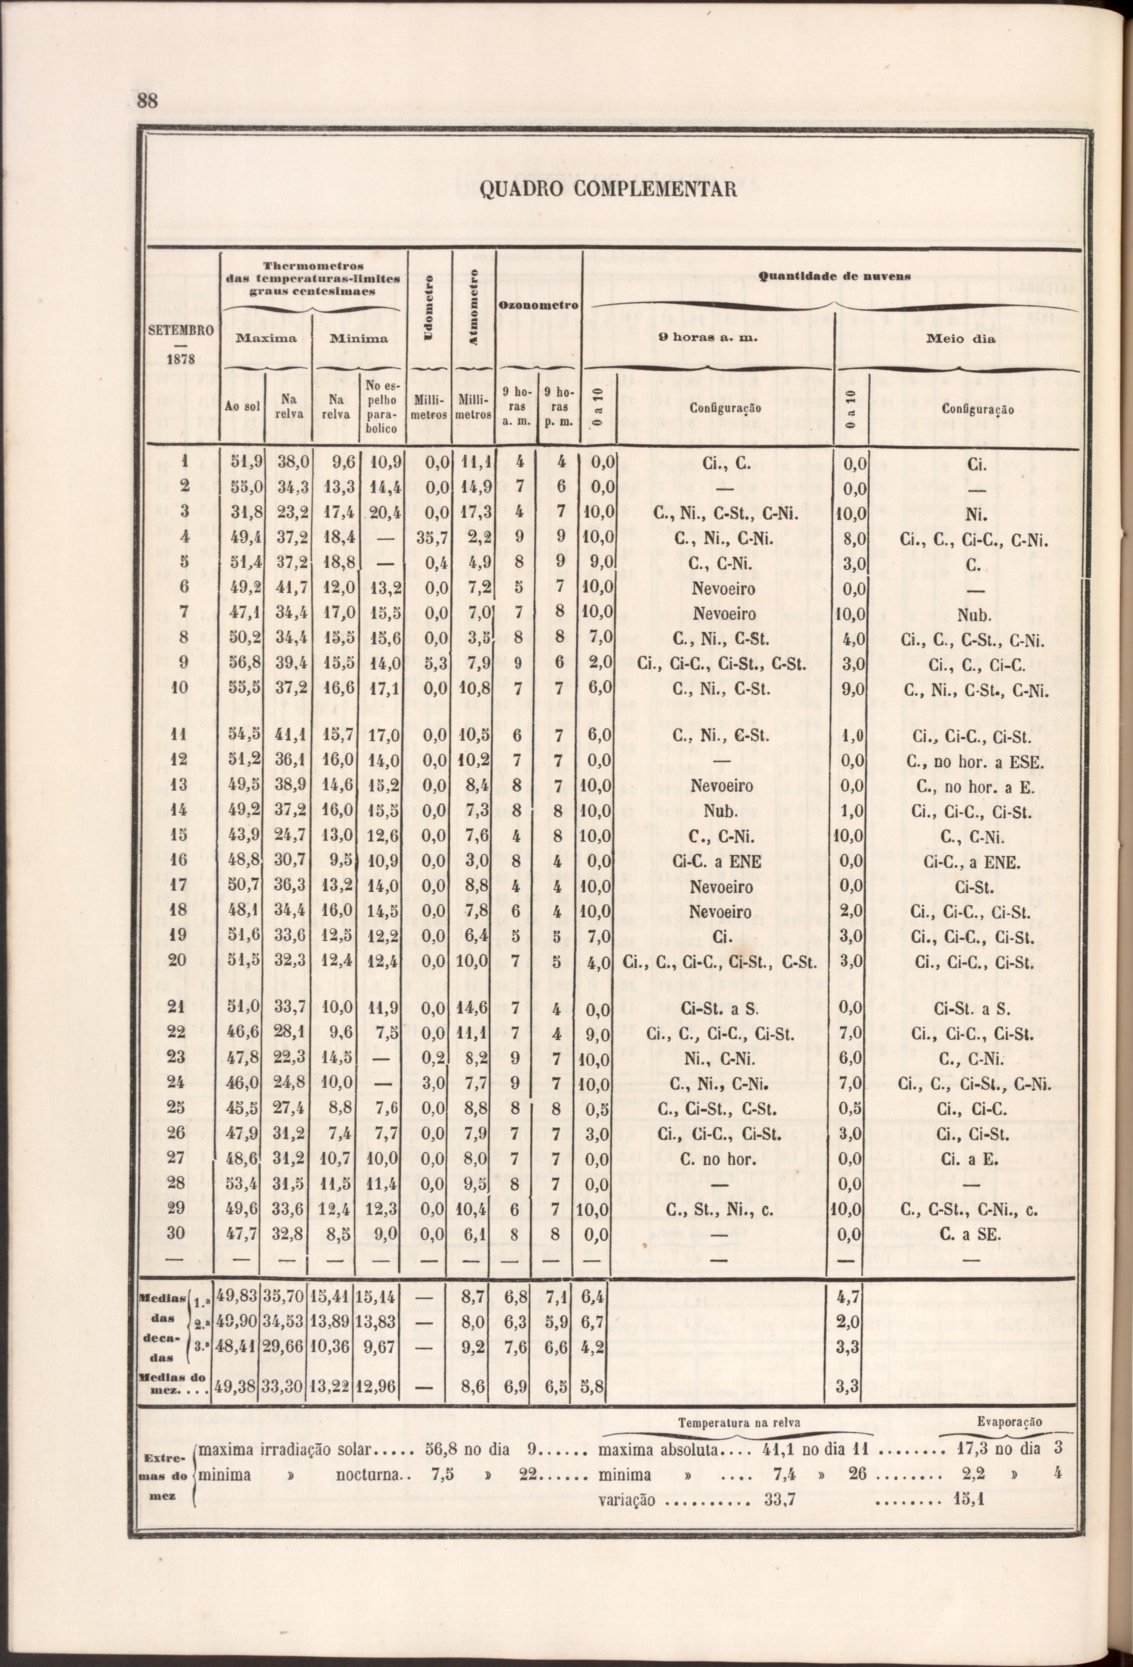 88
QUADRO COMPLEMENTAR
SETEMBRO
—
1878
Thermometros
das temperaturas-limites
graus centesimaes
Udometro
Atmometro
Ozonometro
Quantidade de nuvens
Maxima
Minima
9 horas a. m.
Meio dia
Ao sol
Na relva
Na relva
No es-pelho para-bolico
Milli-metros
Milli-metros
9 ho-ras a. m.
9 ho-ras p. m.
0 a 10
Configuração
0 a 10
Configuração
1 51,9 38,0 9,6 10,9 0,0 11,1 4 4 0,0 Ci., C. 0,0 Ci.
2 55,0 34,3 13,3 14,4 0,0 14,9 7 6 0,0 — 0,0 —
3 31,8 23,2 17,4 20,4 0,0 17,3 4 7 10,0 C., Ni., C-St., C-Ni. 10,0 Ni.
4 49,4 37,2 18,4 — 35,7 2,2 9 9 10,0 C., Ni., C-Ni. 8,0 Ci., C., Ci-C., C-Ni.
5 51,4 37,2 18,8 — 0,4 4,9 8 9 9,0 C., C-Ni. 3,0 C.
6 49,2 41,7 12,0 13,2 0,0 7,2 5 7 10,0 Nevoeiro 0,0 —
7 47,1 34,4 17,0 15,5 0,0 7,0 7 8 10,0 Nevoeiro 10,0 Nub.
8 50,2 34,4 15,5 15,6 0,0 3,5 8 8 7,0 C., Ni., C-St. 4,0 Ci., C., C-St., C-Ni.
9 56,8 39,4 15,5 14,0 5,3 7,9 9 6 2,0 Ci., Ci-C., Ci-St., C-St. 3,0 Ci., C., Ci-C.
10 55,5 37,2 16,6 17,1 0,0 10,8 7 7 6,0 C., Ni., C-St. 9,0 C., Ni., C-St., C-Ni.
11 54,5 41,1 15,7 17,0 0,0 10,5 6 7 6,0 C., Ni., C-St. 1,0 Ci., Ci-C., Ci-St.
12 51,2 36,1 16,0 14,0 0,0 10,2 7 7 0,0 — 0,0 C., no hor. a ESE.
13 49,5 38,9 14,6 15,2 0,0 8,4 8 7 10,0 Nevoeiro 0,0 C., no hor. a E.
14 49,2 37,2 16,0 15,5 0,0 7,3 8 8 10,0 Nub. 1,0 Ci., Ci-C., Ci-St.
15 43,9 24,7 13,0 12,6 0,0 7,6 4 8 10,0 C., C-Ni. 10,0 C., C-Ni.
16 48,8 30,7 9,5 10,9 0,0 3,0 8 4 0,0 Ci-C. a ENE 0,0 Ci-C., a ENE.
17 50,7 36,3 13,2 14,0 0,0 8,8 4 4 10,0 Nevoeiro 0,0 Ci-St.
18 48,1 34,4 16,0 14,5 0,0 7,8 6 4 10,0 Nevoeiro 2,0 Ci., Ci-C., Ci-St.
19 51,6 33,6 12,5 12,2 0,0 6,4 5 5 7,0 Ci. 3,0 Ci., Ci-C., Ci-St.
20 51,5 32,3 12,4 12,4 0,0 10,0 7 5 4,0 Ci., C., Ci-C., Ci-St., C-St. 3,0 Ci., Ci-C., Ci-St.
21 51,0 33,7 10,0 11,9 0,0 14,6 7 4 0,0 Ci-St. a S. 0,0 Ci-St. a S.
22 46,6 28,1 9,6 7,5 0,0 11,1 7 4 9,0 Ci., C., Ci-C., Ci-St. 7,0 Ci., Ci-C., Ci-St.
23 47,8 22,3 14,5 — 0,2 8,2 9 7 10,0 Ni., C-Ni. 6,0 C., C-Ni.
24 46,0 24,8 10,0 — 3,0 7,7 9 7 10,0 C., Ni., C-Ni. 7,0 Ci., C., Ci-St., C-Ni.
25 45,5 27,4 8,8 7,6 0,0 8,8 8 8 0,5 C., Ci-St., C-St. 0,5 Ci., Ci-C.
26 47,9 31,2 7,4 7,7 0,0 7,9 7 7 3,0 Ci., Ci-C., Ci-St. 3,0 Ci., Ci-St.
27 48,6 31,2 10,7 10,0 0,0 8,0 7 7 0,0 C. no hor. 0,0 Ci. a E.
28 53,4 31,5 11,5 11,4 0,0 9,5 8 7 0,0 — 0,0 —
29 49,6 33,6 12,4 12,3 0,0 10,4 6 7 10,0 C., St., Ni., c. 10,0 C., C-St., C-Ni., c.
30 47,7 32,8 8,5 9,0 0,0 6,1 8 8 0,0 — 0,0 C. a SE.
— — — — — — — — — — — — —
Medias das deca-das
1.ª 49,83 35,70 15,41 15,14 — 8,7 6,8 7,1 6,4 4,7
2.ª 49,90 34,53 13,89 13,83 — 8,0 6,3 5,9 6,7 2,0
3.ª 48,41 29,66 10,36 9,67 — 9,2 7,6 6,6 4,2 3,3
Medias do mez.... 49,38 33,30 13,22 12,96 — 8,6 6,9 6,5 5,8 3,3
Temperatura na relva
Evaporação
Extre-mas do mez
maxima irradiação solar..... 56,8 no dia 9...... maxima absoluta.... 41,1 no dia 11 ........ 17,3 no dia 3
minima » nocturna.. 7,5 » 22...... minima » .... 7,4 » 26 ........ 2,2 » 4
variação .......... 33,7 ........ 15,1